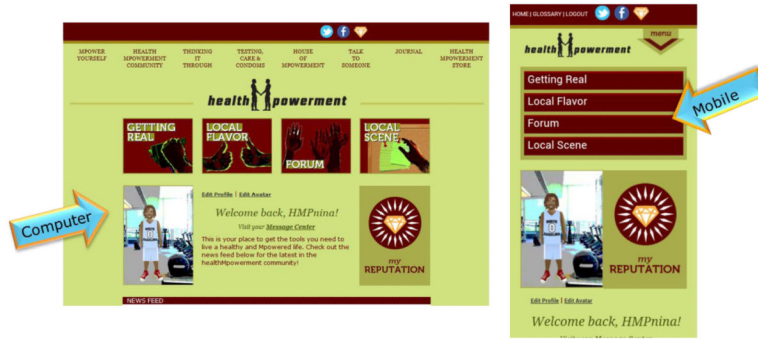 MPOWER
YOURSELF
HEALTH
MPOWERMENT
COMMUNITY
THINKING
IT
THROUGH
TESTING,
CARE &
CONDOMS
HOUSE
OF
MPOWERMENT
TALK
TO
SOMEONE
JOURNAL
HEALTH
MPOWERMENT
STORE
health powerment
GETTING
REAL
LOCAL
FLAVOR
FORUM
LOCAL
SCENE
Computer
Edit Profile | Edit Avatar
Welcome back, HMPnina!
Visit your Message Center
This is your place to get the tools you need to
live a healthy and Mpowered life. Check out the
news feed below for the latest in the
healthMpowerment community!
my
REPUTATION
NEWS FEED
HOME | GLOSSARY | LOGOUT
menu
health powerment
Getting Real
Local Flavor
Forum
Local Scene
Mobile
my
REPUTATION
Edit Profile | Edit Avatar
Welcome back, HMPnina!